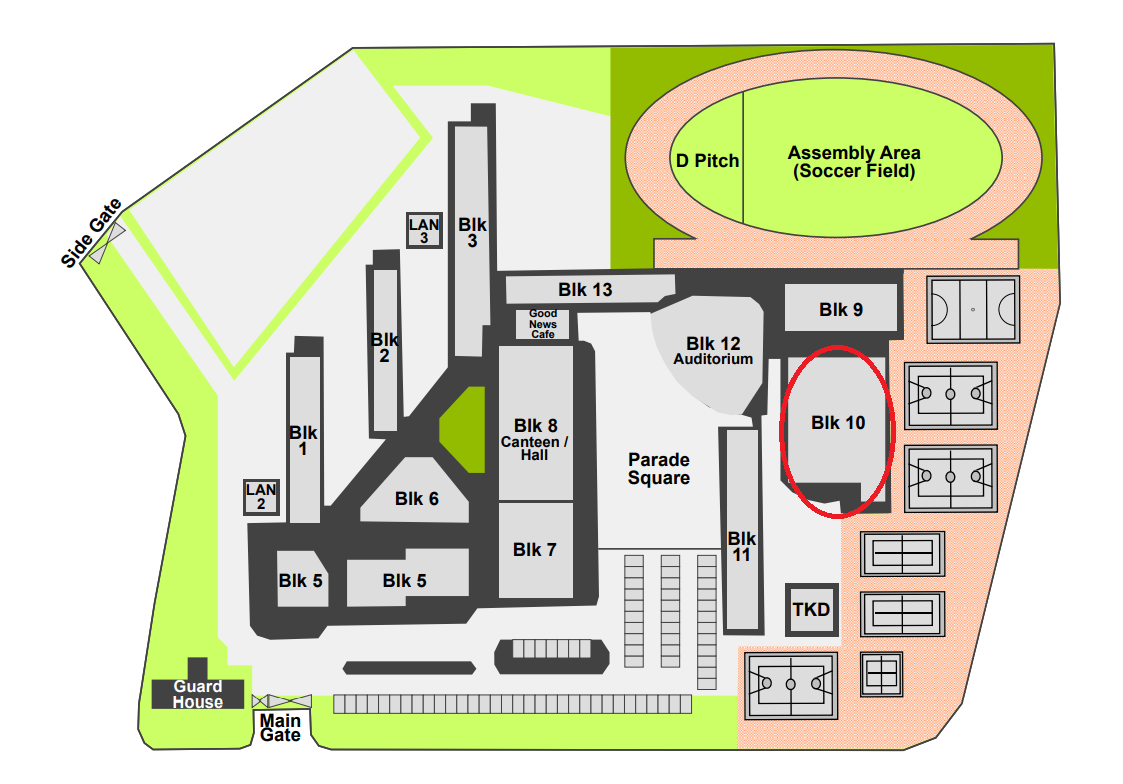 D Pitch
Assembly Area
(Soccer Field)
Side Gate
LAN
3
Blk
3
Blk 13
Good
News
Cafe
Blk 9
Blk
2
Blk 12
Auditorium
Blk 10
Blk
1
Blk 8
Canteen /
Hall
Parade
Square
LAN
2
Blk 6
Blk 7
Blk
11
Blk 5
Blk 5
TKD
Guard
House
Main
Gate